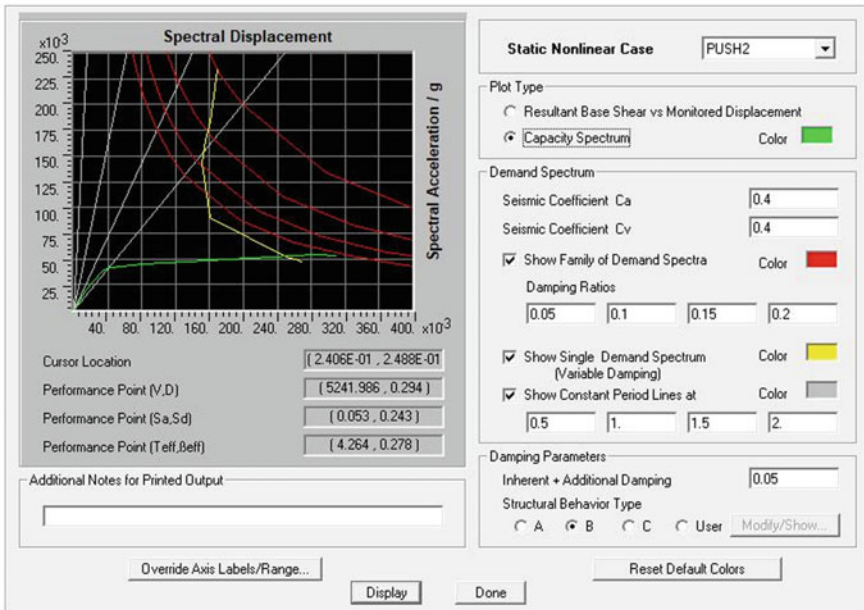 Spectral Displacement
x10³
250.
225.
200.
175.
150.
125.
100.
75.
50.
25.
40. 80. 120. 160. 200. 240. 280. 320. 360. 400. x10³
Spectral Acceleration / g
Cursor Location
( 2.406E-01 , 2.488E-01
Performance Point (V,D)
( 5241.986 , 0.294 )
Performance Point (Sa,Sd)
( 0.053 , 0.243 )
Performance Point (Teff,βeff)
( 4.264 , 0.278 )
Additional Notes for Printed Output
Override Axis Labels/Range...
Static Nonlinear Case
PUSH2
Plot Type
Resultant Base Shear vs Monitored Displacement
Capacity Spectrum
Color
Demand Spectrum
Seismic Coefficient Ca
0.4
Seismic Coefficient Cv
0.4
Show Family of Demand Spectra
Color
Damping Ratios
0.05 0.1 0.15 0.2
Show Single Demand Spectrum
Color
(Variable Damping)
Show Constant Period Lines at
Color
0.5 1. 1.5 2.
Damping Parameters
Inherent + Additional Damping
0.05
Structural Behavior Type
A B C User Modify/Show...
Reset Default Colors
Display
Done